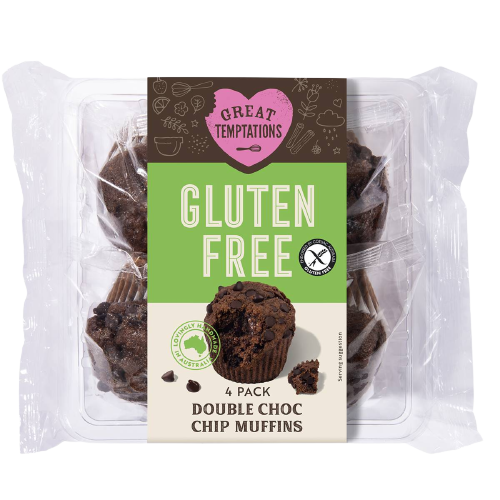 GREAT
TEMPTATIONS
GLUTEN
FREE
GLUTEN FREE
LOVINGLY HANDMADE
IN AUSTRALIA
Serving suggestion
4 PACK
DOUBLE CHOC
CHIP MUFFINS